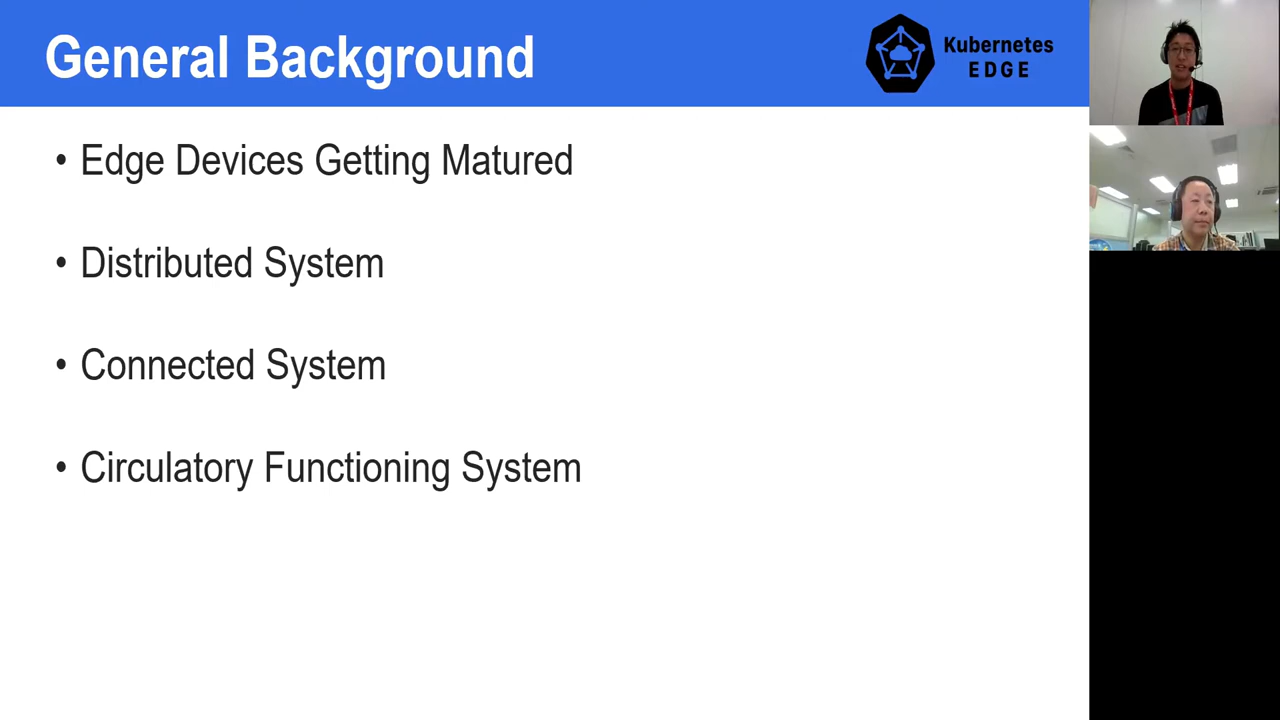 General Background
Kubernetes
EDGE
• Edge Devices Getting Matured
• Distributed System
• Connected System
• Circulatory Functioning System